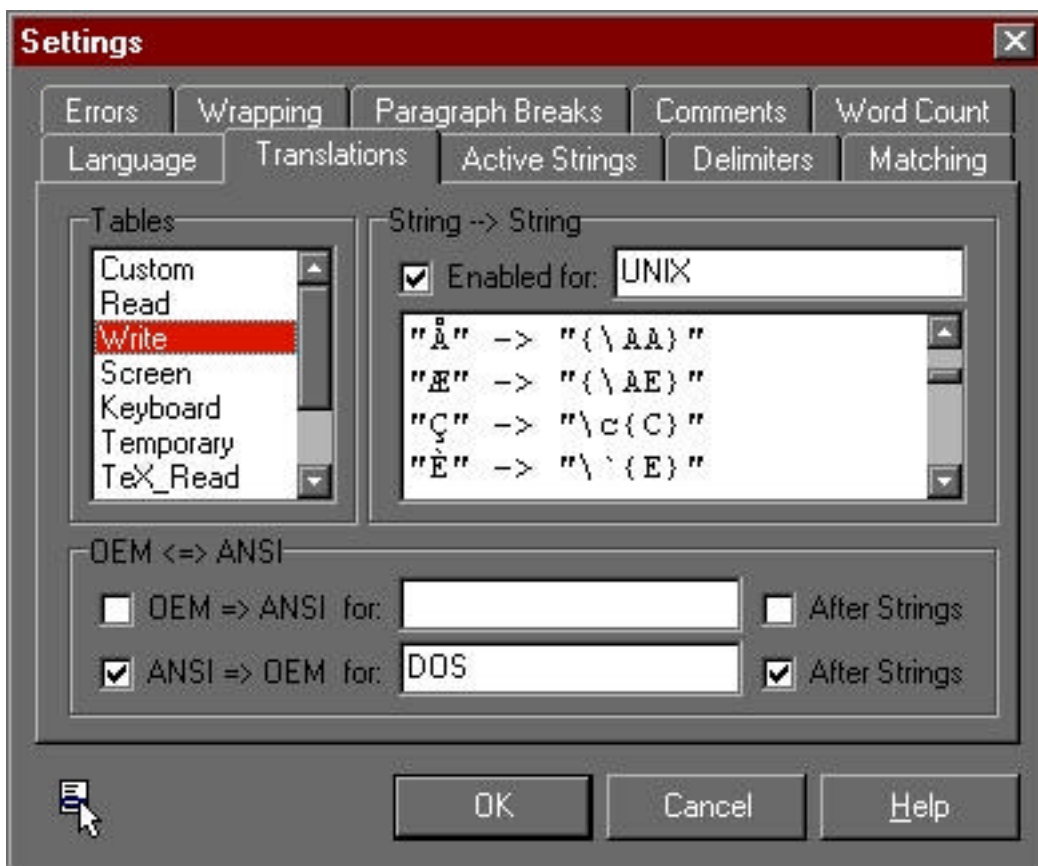 Settings
Errors Wrapping Paragraph Breaks Comments Word Count
Language Translations Active Strings Delimiters Matching
Tables
Custom
Read
Write
Screen
Keyboard
Temporary
TeX_Read
String --> String
Enabled for: UNIX
"Å" -> "{\AA}"
"Æ" -> "{\AE}"
"Ç" -> "\c{C}"
"È" -> "\`{E}"
OEM <=> ANSI
OEM => ANSI for: After Strings
ANSI => OEM for: DOS After Strings
OK Cancel Help